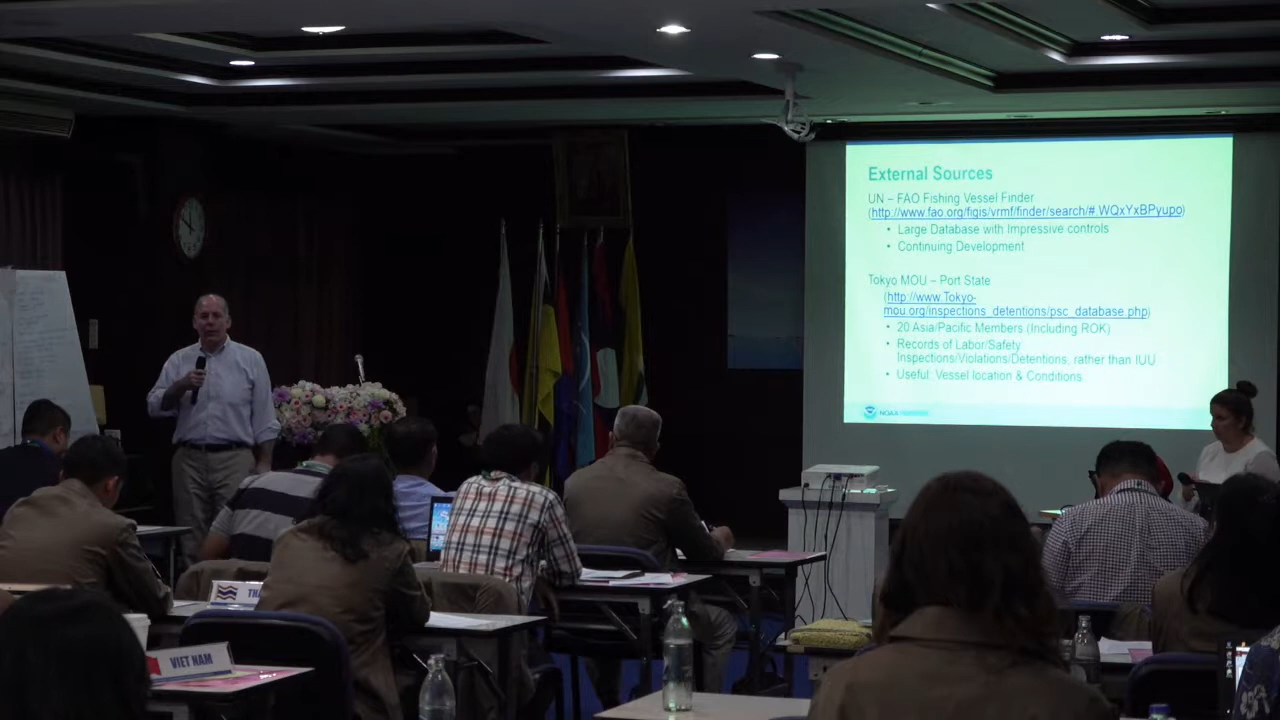 External Sources
UN – FAO Fishing Vessel Finder
(http://www.fao.org/figis/vrmf/finder/search/#.WQxYxBPyupo)
• Large Database with Impressive controls
• Continuing Development
Tokyo MOU – Port State
(http://www.Tokyo-
mou.org/inspections_detentions/psc_database.php)
• 20 Asia/Pacific Members (Including ROK)
• Records of Labor/Safety
Inspections/Violations/Detentions, rather than IUU
• Useful: Vessel location & Conditions
NOAA
VIET NAM